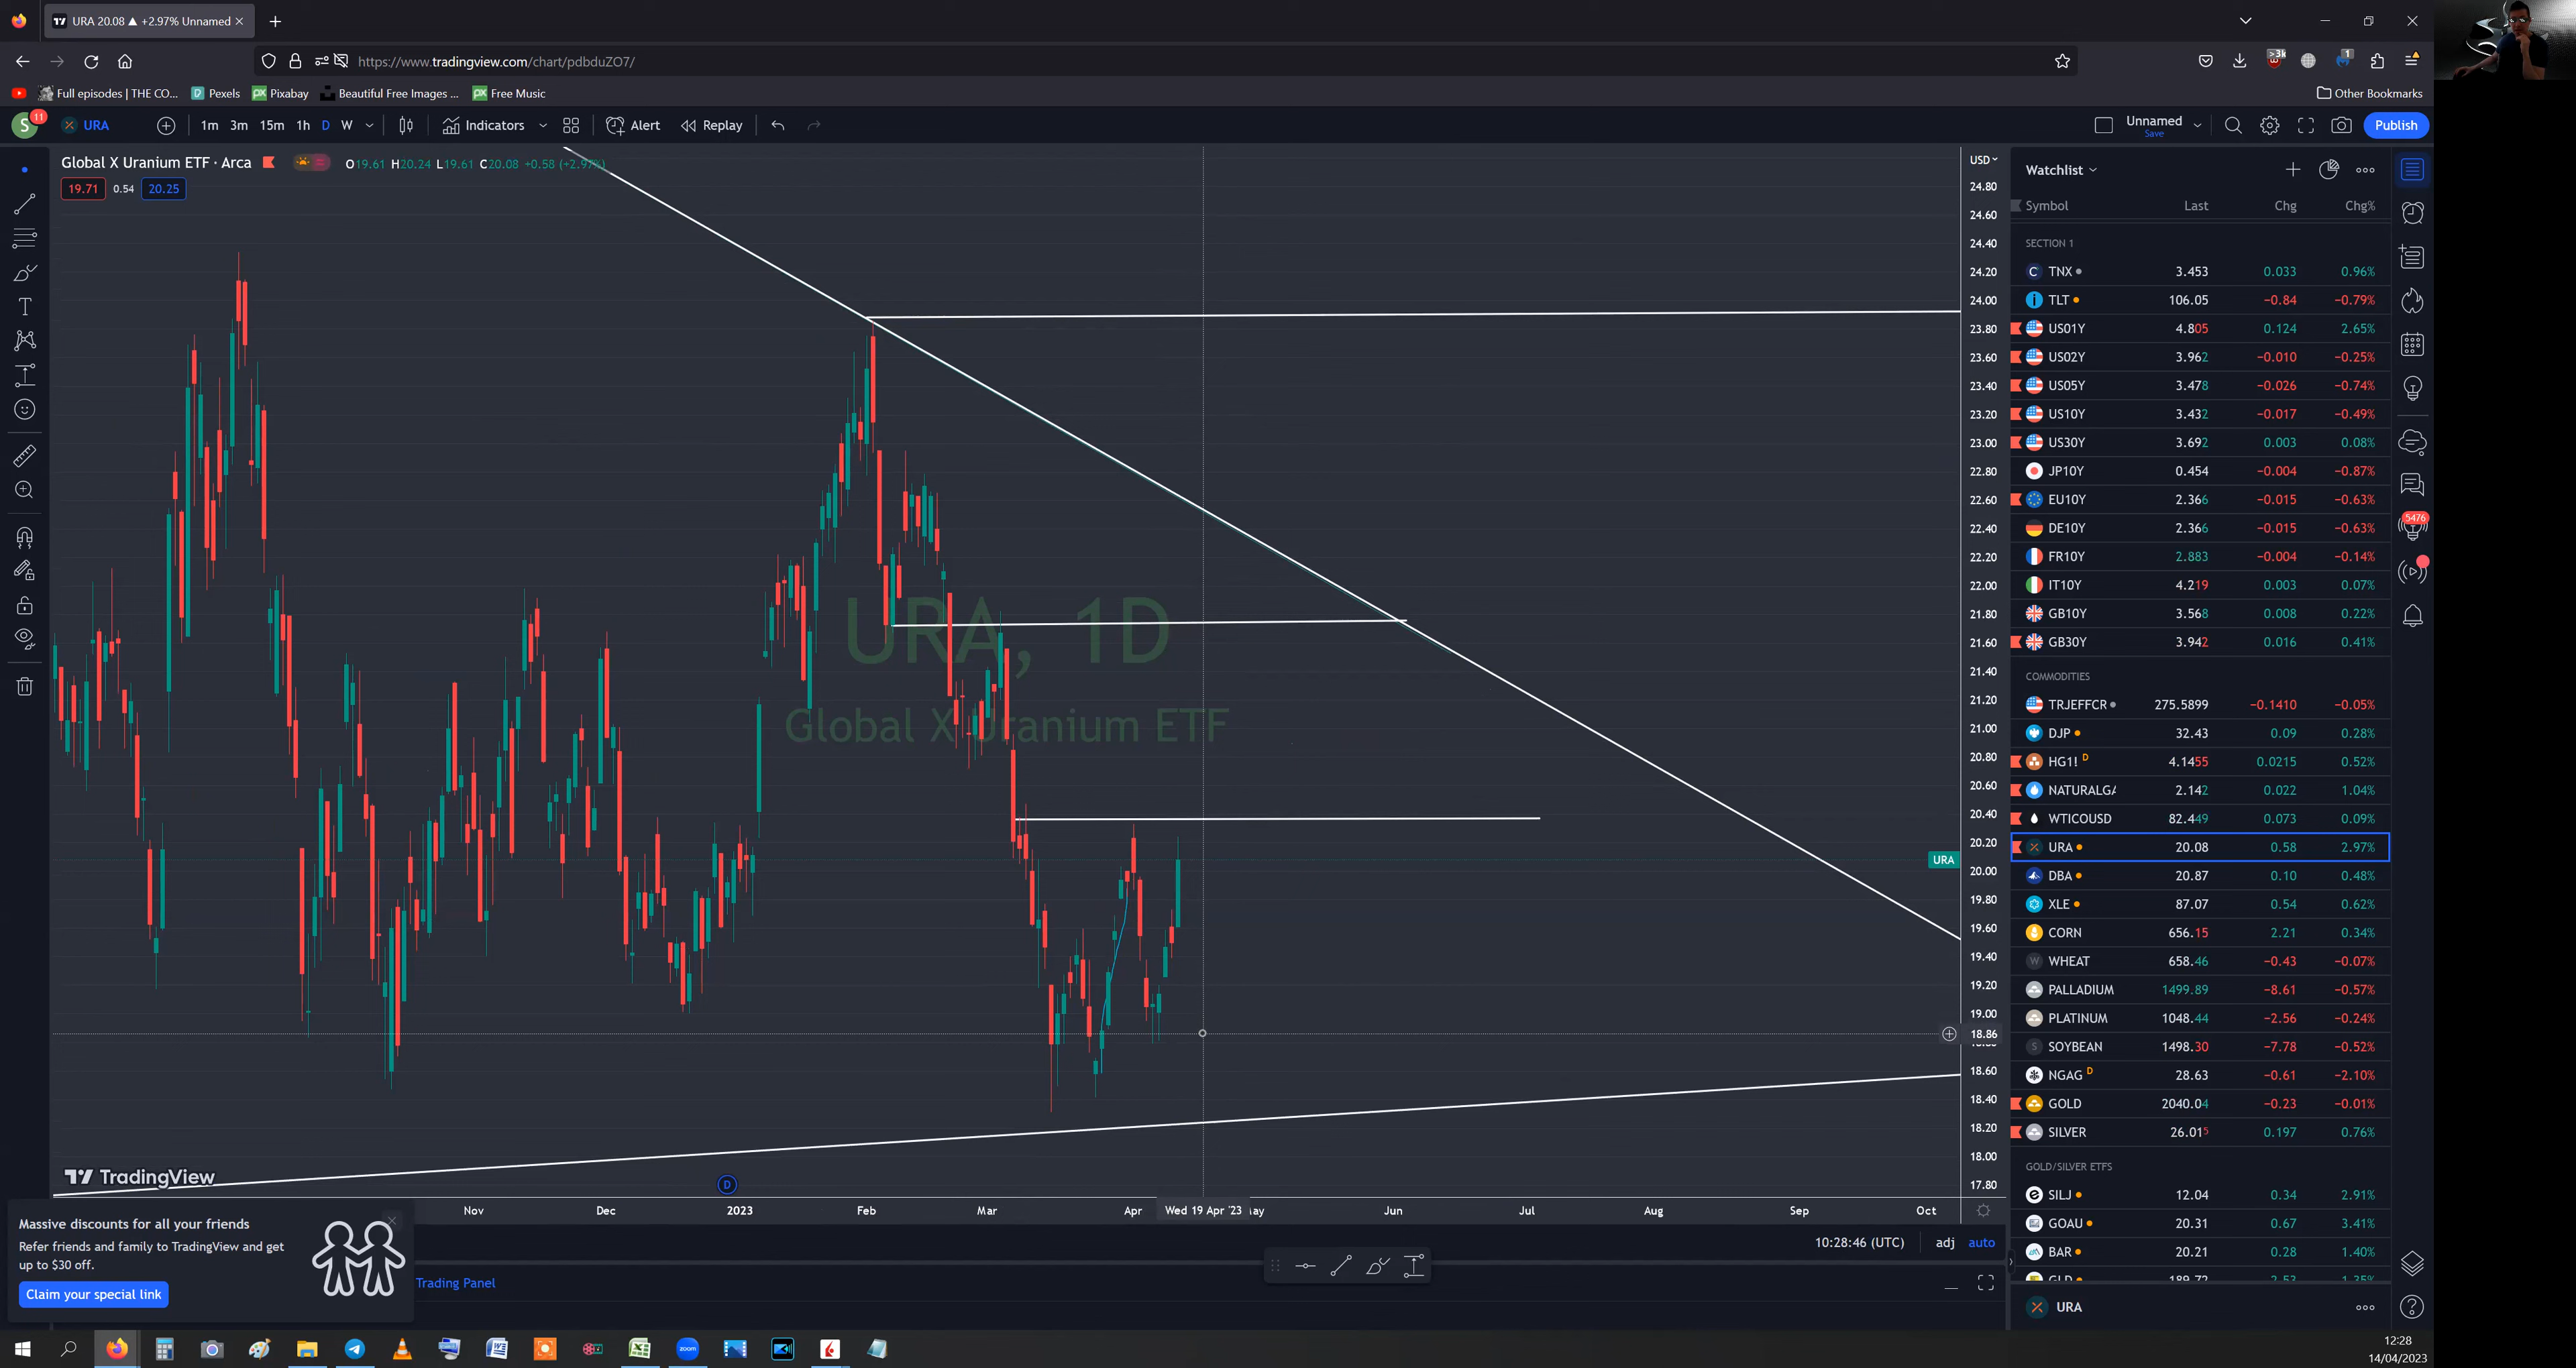 URA 20.08 ▲ +2.97% Unnamed
https://www.tradingview.com/chart/pdbduZO7/
>3k
1
Full episodes | THE CO...
Pexels
Pixabay
Beautiful Free Images ...
Free Music
Other Bookmarks
S 11
URA
1m 3m 15m 1h D W
Indicators
Alert
Replay
Unnamed
Save
Publish
Global X Uranium ETF · Arca
O19.61 H20.24 L19.61 C20.08 +0.58 (+2.97%)
19.71 0.54 20.25
URA, 1D
Global X Uranium ETF
USD
24.80
24.60
24.40
24.20
24.00
23.80
23.60
23.40
23.20
23.00
22.80
22.60
22.40
22.20
22.00
21.80
21.60
21.40
21.20
21.00
20.80
20.60
20.40
20.20
URA
20.00
19.80
19.60
19.40
19.20
19.00
18.86
18.60
18.40
18.20
18.00
17.80
TradingView
D
Nov Dec 2023 Feb Mar Apr Wed 19 Apr '23 Jun Jul Aug Sep Oct
10:28:46 (UTC) adj auto
Trading Panel
Massive discounts for all your friends
Refer friends and family to TradingView and get
up to $30 off.
Claim your special link
Watchlist
Symbol Last Chg Chg%
SECTION 1
TNX 3.453 0.033 0.96%
TLT 106.05 −0.84 −0.79%
US01Y 4.805 0.124 2.65%
US02Y 3.962 −0.010 −0.25%
US05Y 3.478 −0.026 −0.74%
US10Y 3.432 −0.017 −0.49%
US30Y 3.692 0.003 0.08%
JP10Y 0.454 −0.004 −0.87%
EU10Y 2.366 −0.015 −0.63%
DE10Y 2.366 −0.015 −0.63%
FR10Y 2.883 −0.004 −0.14%
IT10Y 4.219 0.003 0.07%
GB10Y 3.568 0.008 0.22%
GB30Y 3.942 0.016 0.41%
COMMODITIES
TRJEFFCR 275.5899 −0.1410 −0.05%
DJP 32.43 0.09 0.28%
HG1! D 4.1455 0.0215 0.52%
NATURALGA 2.142 0.022 1.04%
WTICOUSD 82.449 0.073 0.09%
URA 20.08 0.58 2.97%
DBA 20.87 0.10 0.48%
XLE 87.07 0.54 0.62%
CORN 656.15 2.21 0.34%
WHEAT 658.46 −0.43 −0.07%
PALLADIUM 1499.89 −8.61 −0.57%
PLATINUM 1048.44 −2.56 −0.24%
SOYBEAN 1498.30 −7.78 −0.52%
NGAG D 28.63 −0.61 −2.10%
GOLD 2040.04 −0.23 −0.01%
SILVER 26.015 0.197 0.76%
GOLD/SILVER ETFS
SILJ 12.04 0.34 2.91%
GOAU 20.31 0.67 3.41%
BAR 20.21 0.28 1.40%
GLD 189.72 2.53 1.35%
URA
5476
zoom
12:28
14/04/2023